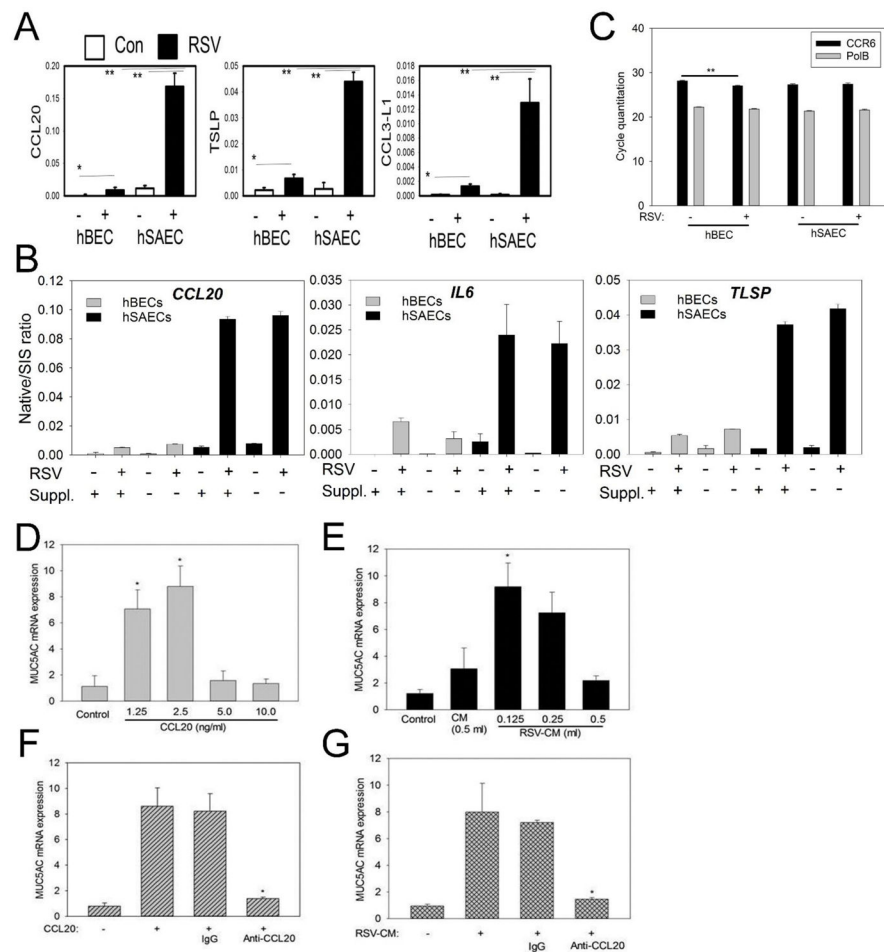 A
Con RSV
CCL20
0.20
0.15
0.10
0.05
0.00
* ** **
- + - +
hBEC hSAEC
TSLP
0.05
0.04
0.03
0.02
0.01
0.00
* ** **
- + - +
hBEC hSAEC
CCL3-L1
0.018
0.016
0.014
0.012
0.010
0.008
0.006
0.004
0.002
0.000
* ** **
- + - +
hBEC hSAEC
C
Cycle quantitation
40
30
20
10
0
CCR6
PolB
**
RSV: - + - +
hBEC hSAEC
B
Native/SIS ratio
CCL20
hBECs
hSAECs
0.12
0.10
0.08
0.06
0.04
0.02
0.00
RSV - + - + - + - +
Suppl. + + - - + + - -
IL6
hBECs
hSAECs
0.035
0.030
0.025
0.020
0.015
0.010
0.005
0.000
- + - + - + - +
+ + - - + + - -
TLSP
hBECs
hSAECs
0.05
0.04
0.03
0.02
0.01
0.00
- + - + - + - +
+ + - - + + - -
D
MUC5AC mRNA expression
12
10
8
6
4
2
0
* *
Control 1.25 2.5 5.0 10.0
CCL20 (ng/ml)
E
MUC5AC mRNA expression
12
10
8
6
4
2
0
*
Control CM 0.125 0.25 0.5
(0.5 ml) RSV-CM (ml)
F
MUC5AC mRNA expression
12
10
8
6
4
2
0
*
CCL20: - + + +
IgG Anti-CCL20
G
MUC5AC mRNA expression
12
10
8
6
4
2
0
*
RSV-CM: - + + +
IgG Anti-CCL20